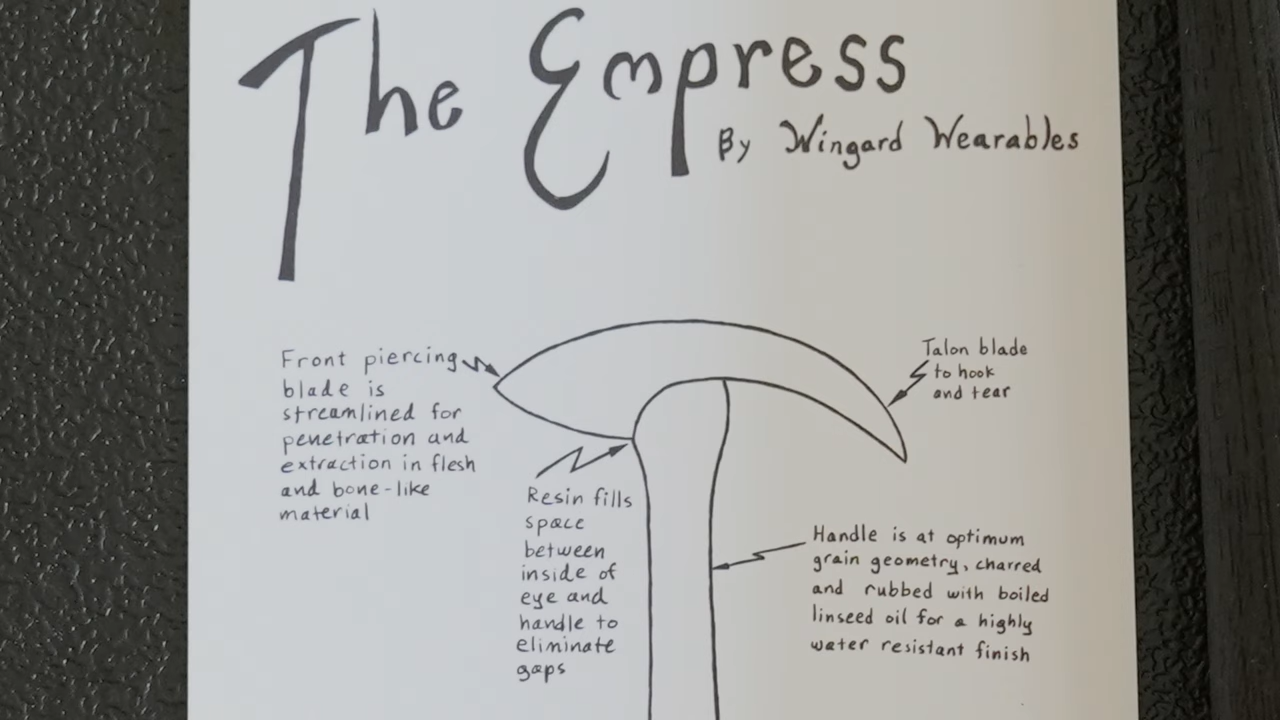 The Empress
By Wingard Wearables
Front piercing
blade is
streamlined for
penetration and
extraction in flesh
and bone-like
material
Talon blade
to hook
and tear
Resin fills
space
between
inside of
eye and
handle to
eliminate
gaps
Handle is at optimum
grain geometry, charred
and rubbed with boiled
linseed oil for a highly
water resistant finish